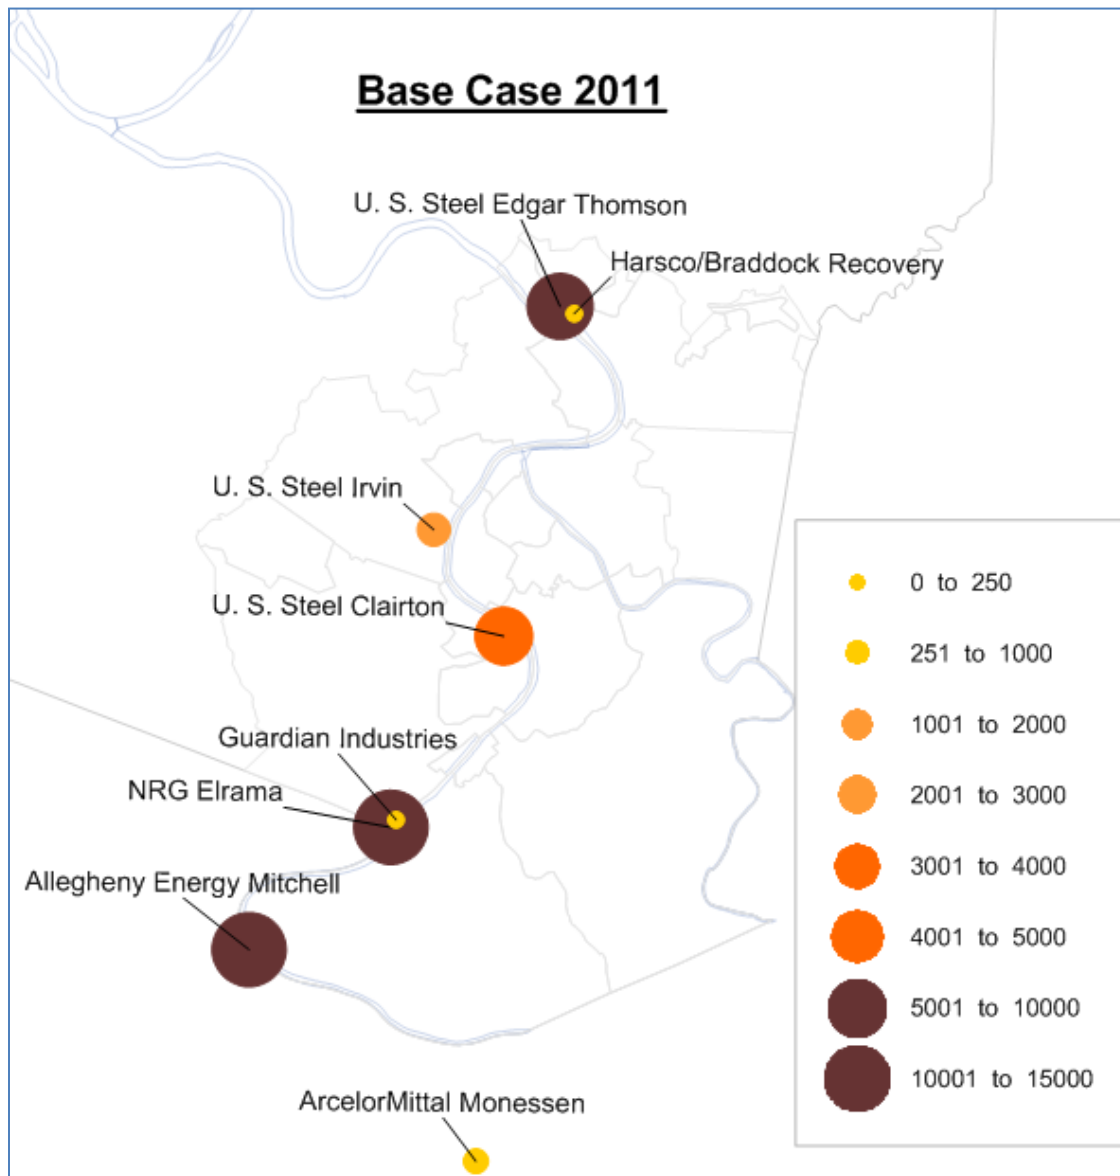 Base Case 2011
U. S. Steel Edgar Thomson
Harsco/Braddock Recovery
U. S. Steel Irvin
U. S. Steel Clairton
Guardian Industries
NRG Elrama
Allegheny Energy Mitchell
ArcelorMittal Monessen
0 to 250
251 to 1000
1001 to 2000
2001 to 3000
3001 to 4000
4001 to 5000
5001 to 10000
10001 to 15000